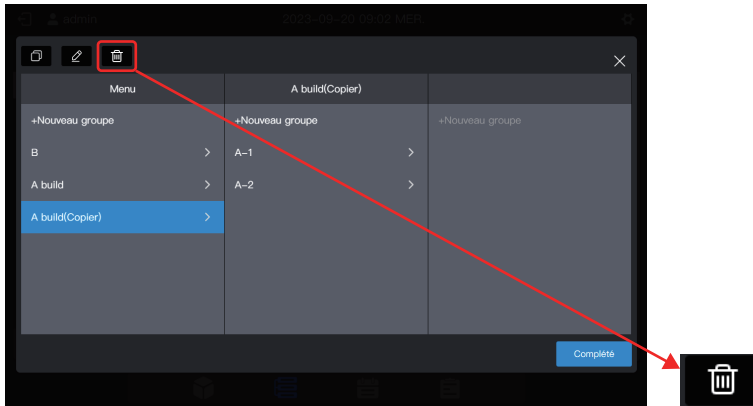 admin 2023-09-20 09:02 MER.
Menu A build(Copier)
+Nouveau groupe +Nouveau groupe +Nouveau groupe
B A-1
A build A-2
A build(Copier)
Complété